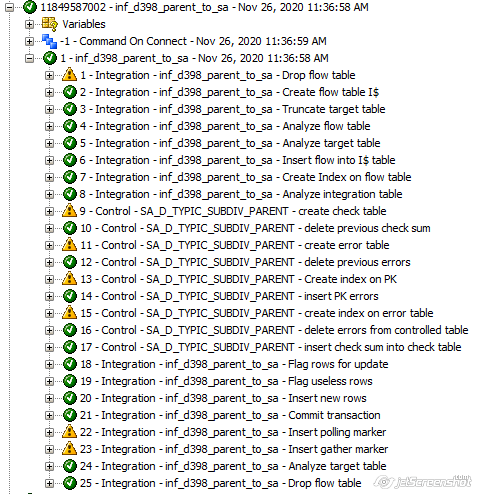 11849587002 - inf_d398_parent_to_sa - Nov 26, 2020 11:36:58 AM
Variables
-1 - Command On Connect - Nov 26, 2020 11:36:59 AM
1 - inf_d398_parent_to_sa - Nov 26, 2020 11:36:58 AM
1 - Integration - inf_d398_parent_to_sa - Drop flow table
2 - Integration - inf_d398_parent_to_sa - Create flow table I$
3 - Integration - inf_d398_parent_to_sa - Truncate target table
4 - Integration - inf_d398_parent_to_sa - Analyze flow table
5 - Integration - inf_d398_parent_to_sa - Analyze target table
6 - Integration - inf_d398_parent_to_sa - Insert flow into I$ table
7 - Integration - inf_d398_parent_to_sa - Create Index on flow table
8 - Integration - inf_d398_parent_to_sa - Analyze integration table
9 - Control - SA_D_TYPIC_SUBDIV_PARENT - create check table
10 - Control - SA_D_TYPIC_SUBDIV_PARENT - delete previous check sum
11 - Control - SA_D_TYPIC_SUBDIV_PARENT - create error table
12 - Control - SA_D_TYPIC_SUBDIV_PARENT - delete previous errors
13 - Control - SA_D_TYPIC_SUBDIV_PARENT - Create index on PK
14 - Control - SA_D_TYPIC_SUBDIV_PARENT - insert PK errors
15 - Control - SA_D_TYPIC_SUBDIV_PARENT - create index on error table
16 - Control - SA_D_TYPIC_SUBDIV_PARENT - delete errors from controlled table
17 - Control - SA_D_TYPIC_SUBDIV_PARENT - insert check sum into check table
18 - Integration - inf_d398_parent_to_sa - Flag rows for update
19 - Integration - inf_d398_parent_to_sa - Flag useless rows
20 - Integration - inf_d398_parent_to_sa - Insert new rows
21 - Integration - inf_d398_parent_to_sa - Commit transaction
22 - Integration - inf_d398_parent_to_sa - Insert polling marker
23 - Integration - inf_d398_parent_to_sa - Insert gather marker
24 - Integration - inf_d398_parent_to_sa - Analyze target table
25 - Integration - inf_d398_parent_to_sa - Drop flow table
jetScreenshot